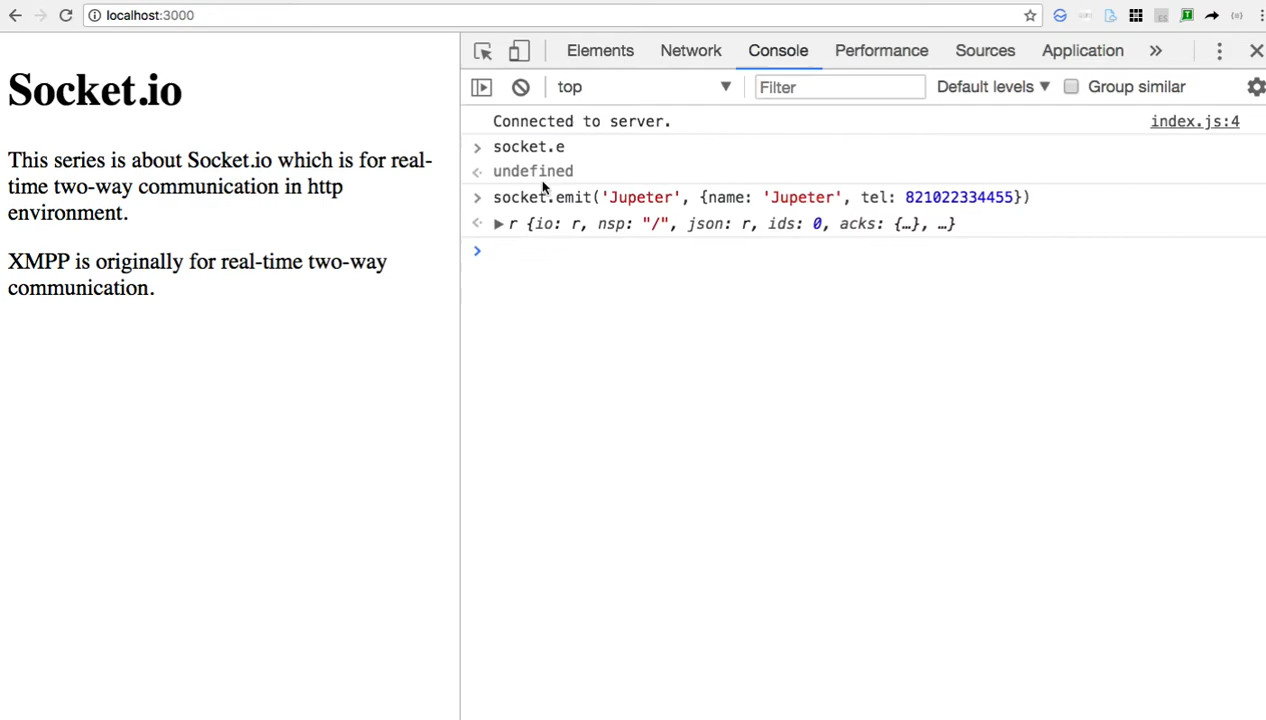 localhost:3000
Socket.io
This series is about Socket.io which is for real-
time two-way communication in http
environment.
XMPP is originally for real-time two-way
communication.
Elements Network Console Performance Sources Application »
top Filter Default levels Group similar
Connected to server. index.js:4
socket.e
undefined
socket.emit('Jupeter', {name: 'Jupeter', tel: 821022334455})
r {io: r, nsp: "/", json: r, ids: 0, acks: {…}, …}